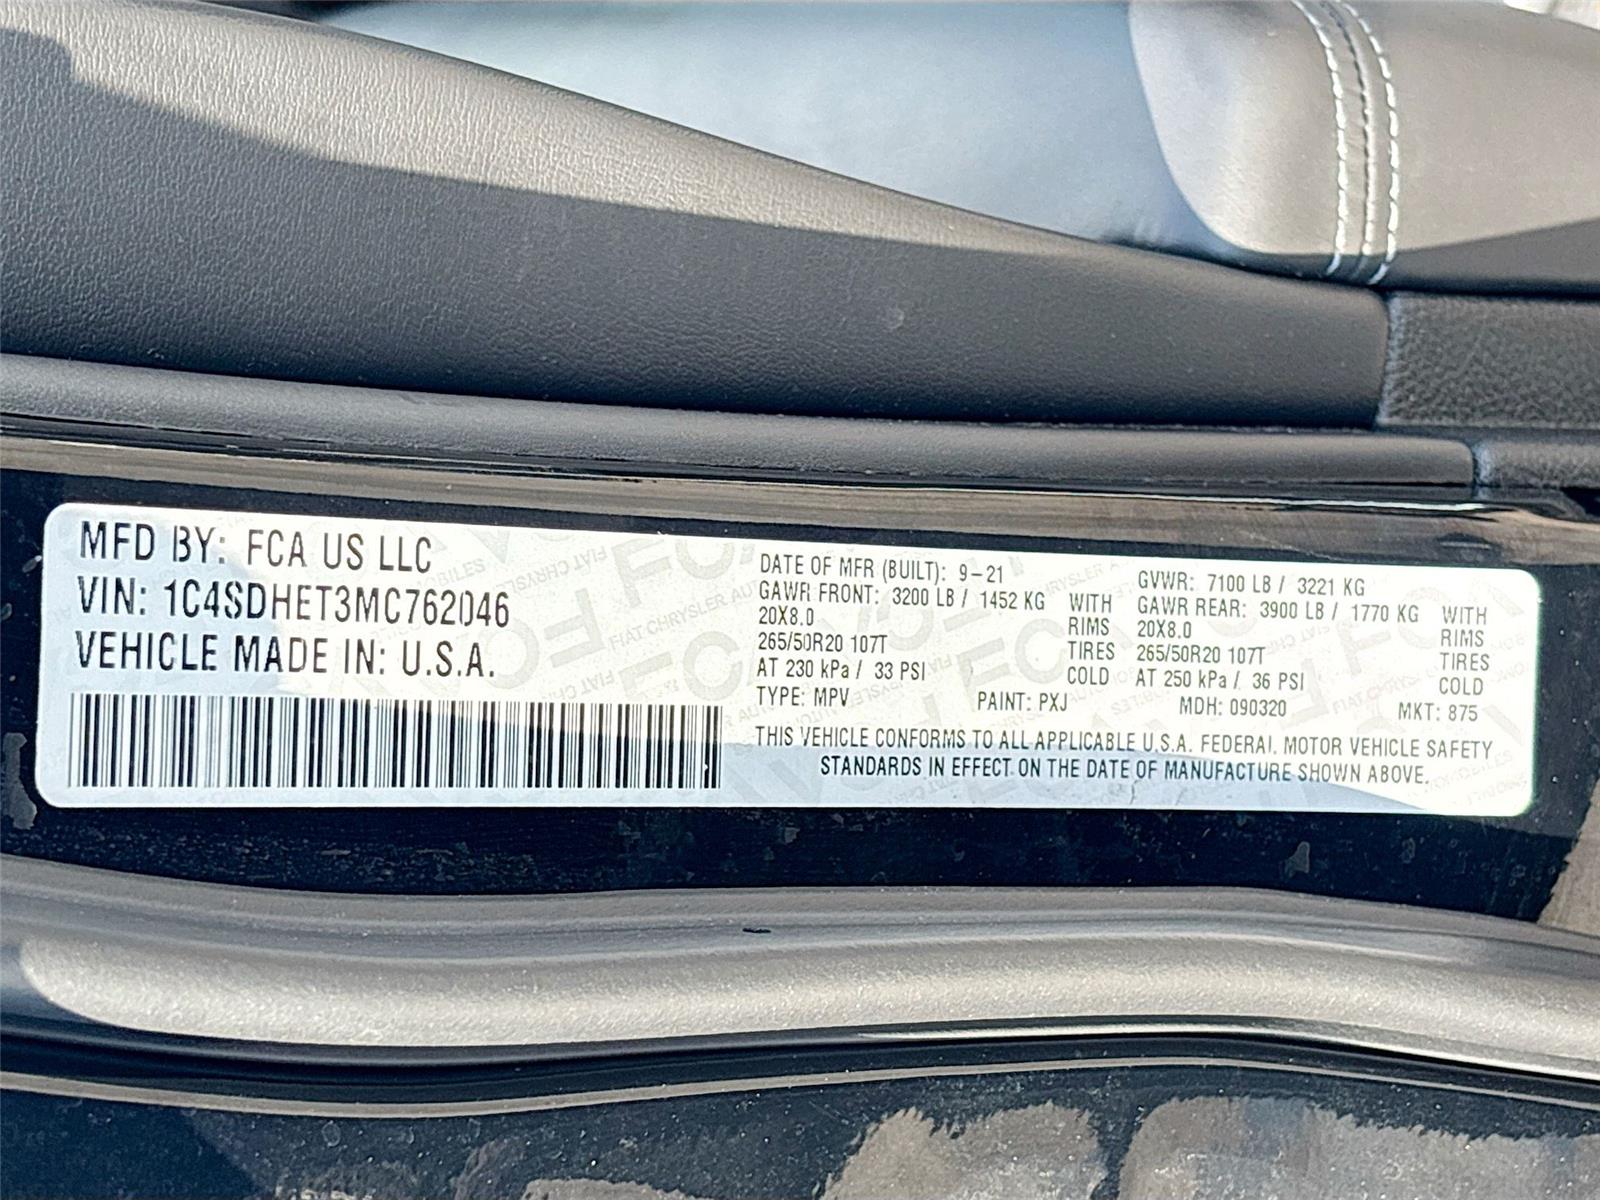 MFD BY: FCA US LLC
VIN: 1C4SDHET3MC762046
VEHICLE MADE IN: U.S.A.
DATE OF MFR (BUILT): 9-21
GAWR FRONT: 3200 LB / 1452 KG WITH
20X8.0 RIMS
265/50R20 107T TIRES
AT 230 kPa / 33 PSI COLD
TYPE: MPV PAINT: PXJ
GVWR: 7100 LB / 3221 KG
GAWR REAR: 3900 LB / 1770 KG WITH
20X8.0 RIMS
265/50R20 107T TIRES
AT 250 kPa / 36 PSI COLD
MDH: 090320 MKT: 875
THIS VEHICLE CONFORMS TO ALL APPLICABLE U.S.A. FEDERAL MOTOR VEHICLE SAFETY
STANDARDS IN EFFECT ON THE DATE OF MANUFACTURE SHOWN ABOVE.